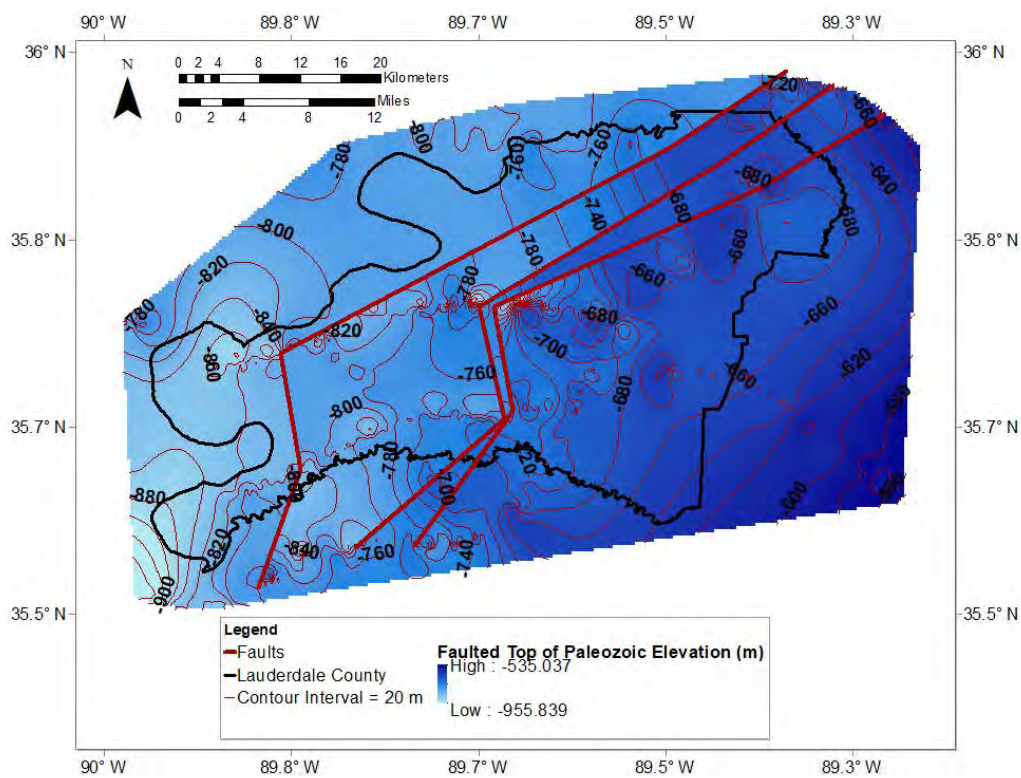 90° W 89.8° W 89.7° W 89.5° W 89.3° W
36° N 36° N
N
0 2 4 8 12 16 20
Kilometers
Miles
0 2 4 8 12
-720
-800
-660
-780
-760
-760
-640
-680
-740
-680
-680
-800
35.8° N 35.8° N
-780
-660
-820
-660
-780
-780
-840
-820
-680
-660
-700
-860
-620
-760
-680
-660
-800
35.7° N 35.7° N
-780
-800
-700
-880
-600
-820
-840
-760
-740
-900
35.5° N 35.5° N
90° W 89.8° W 89.7° W 89.5° W 89.3° W
Legend
Faults
Lauderdale County
Contour Interval = 20 m
Faulted Top of Paleozoic Elevation (m)
High : -535.037
Low : -955.839